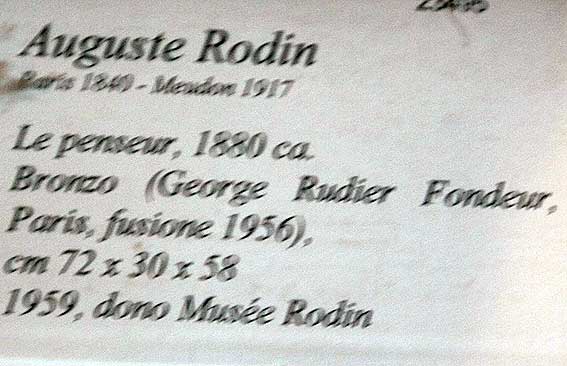 Auguste Rodin
Paris 1840 - Meudon 1917
Le penseur, 1880 ca.
Bronzo (George Rudier Fondeur,
Paris, fusione 1956),
cm 72 x 30 x 58
1959, dono Musée Rodin